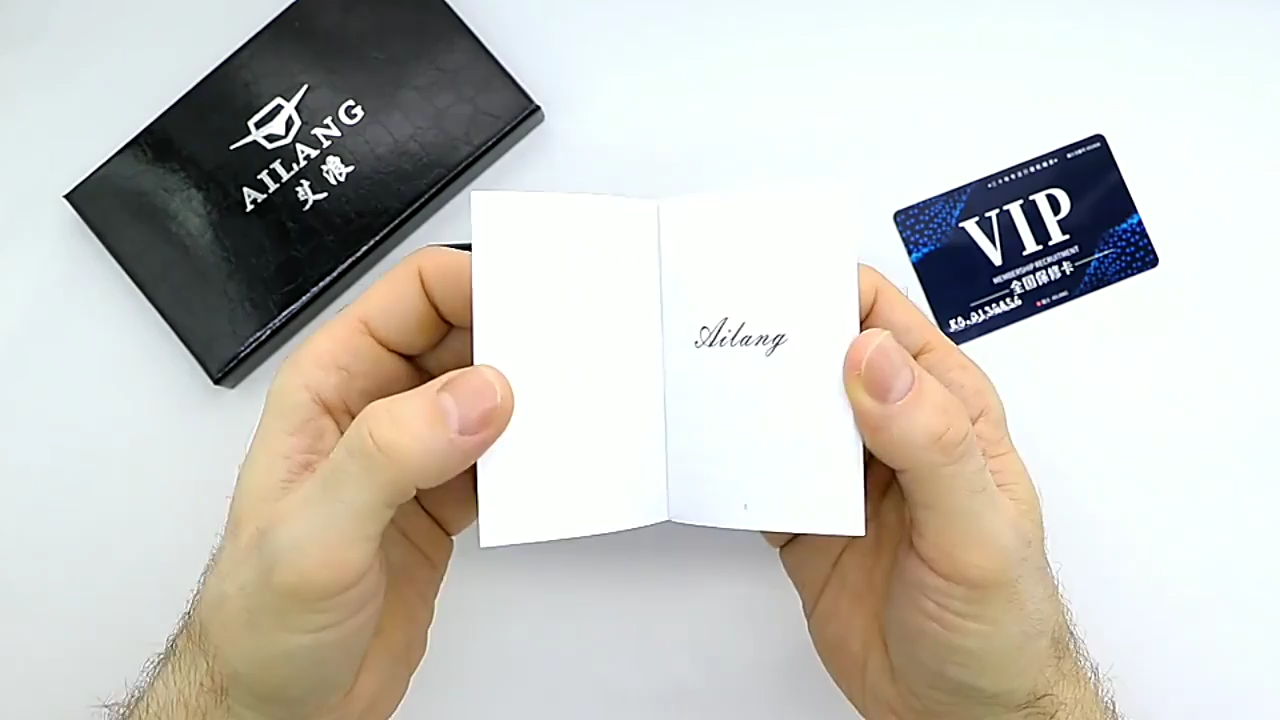 AILANG
艾浪
Ailang
VIP
MEMBERSHIP RECRUITMENT
全国保修卡